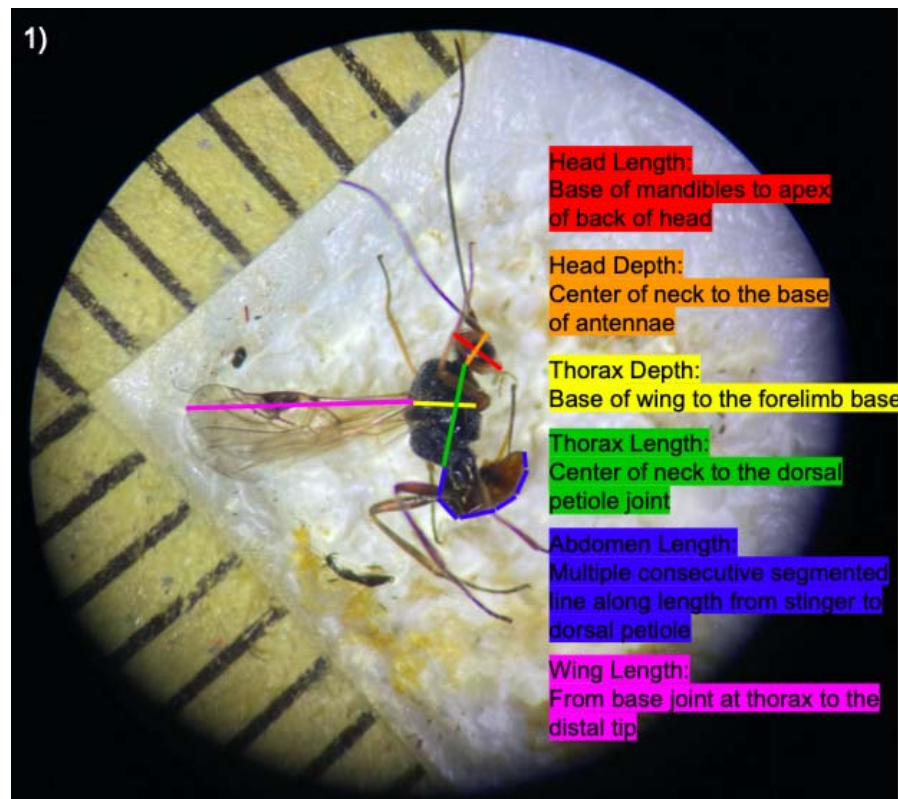 1)
Head Length:
Base of mandibles to apex
of back of head
Head Depth:
Center of neck to the base
of antennae
Thorax Depth:
Base of wing to the forelimb base
Thorax Length:
Center of neck to the dorsal
petiole joint
Abdomen Length:
Multiple consecutive segmented
line along length from stinger to
dorsal petiole
Wing Length:
From base joint at thorax to the
distal tip